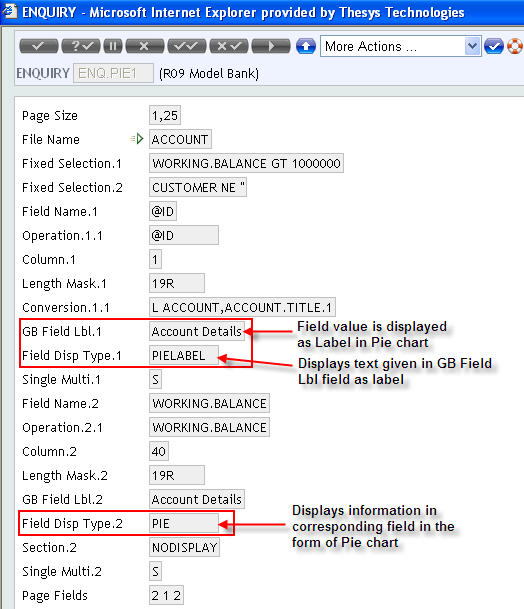 ENQUIRY - Microsoft Internet Explorer provided by Thesys Technologies
More Actions ...
ENQUIRY ENQ.PIE1 (R09 Model Bank)
Page Size 1,25
File Name ACCOUNT
Fixed Selection.1 WORKING.BALANCE GT 1000000
Fixed Selection.2 CUSTOMER NE "
Field Name.1 @ID
Operation.1.1 @ID
Column.1 1
Length Mask.1 19R
Conversion.1.1 L ACCOUNT,ACCOUNT.TITLE.1
GB Field Lbl.1 Account Details
Field value is displayed
as Label in Pie chart
Field Disp Type.1 PIELABEL
Displays text given in GB Field
Lbl field as label
Single Multi.1 S
Field Name.2 WORKING.BALANCE
Operation.2.1 WORKING.BALANCE
Column.2 40
Length Mask.2 19R
GB Field Lbl.2 Account Details
Field Disp Type.2 PIE
Displays information in
corresponding field in the
form of Pie chart
Section.2 NODISPLAY
Single Multi.2 S
Page Fields 2 1 2